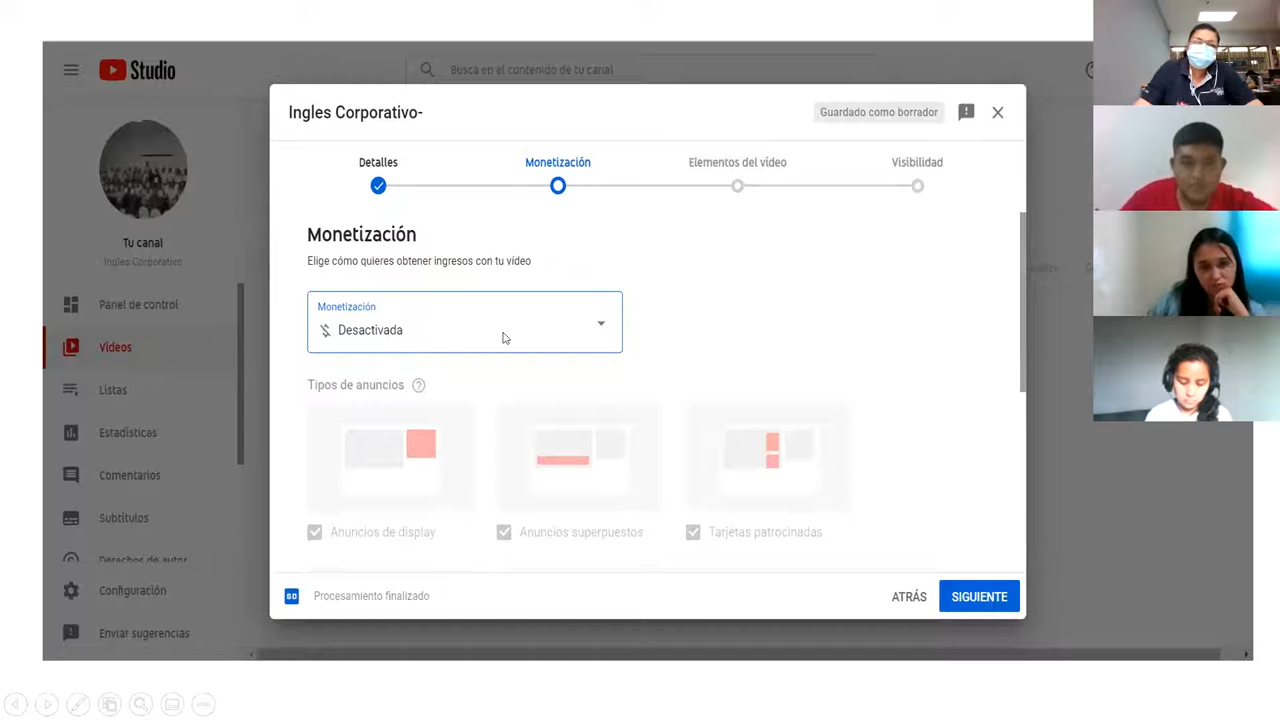 Studio
Busca en el contenido de tu canal
Ingles Corporativo-
Guardado como borrador
Detalles
Monetización
Elementos del vídeo
Visibilidad
Tu canal
Ingles Corporativo
Panel de control
Vídeos
Listas
Estadísticas
Comentarios
Subtítulos
Derechos de autor
Configuración
Enviar sugerencias
Monetización
Elige cómo quieres obtener ingresos con tu vídeo
Monetización
Desactivada
Tipos de anuncios
Anuncios de display
Anuncios superpuestos
Tarjetas patrocinadas
SD
Procesamiento finalizado
ATRÁS
SIGUIENTE